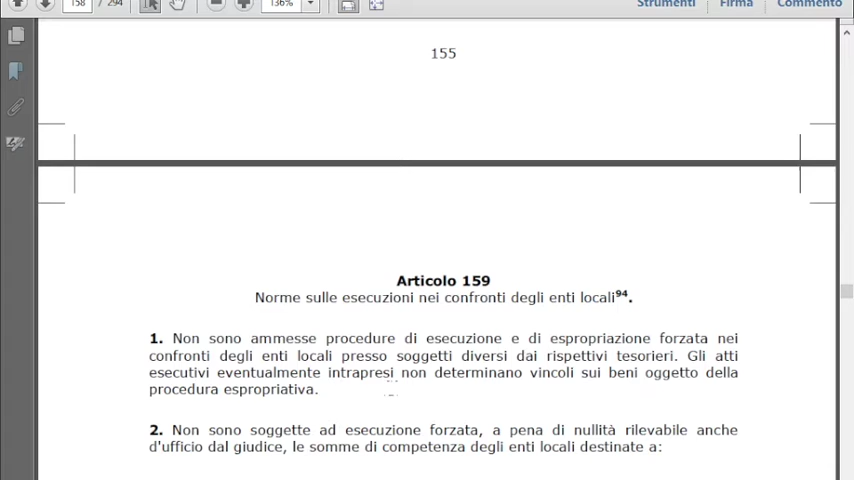 158 / 294 136% Strumenti Firma Commento
155
Articolo 159
Norme sulle esecuzioni nei confronti degli enti locali94.
1. Non sono ammesse procedure di esecuzione e di espropriazione forzata nei
confronti degli enti locali presso soggetti diversi dai rispettivi tesorieri. Gli atti
esecutivi eventualmente intrapresi non determinano vincoli sui beni oggetto della
procedura espropriativa.
2. Non sono soggette ad esecuzione forzata, a pena di nullità rilevabile anche
d'ufficio dal giudice, le somme di competenza degli enti locali destinate a: